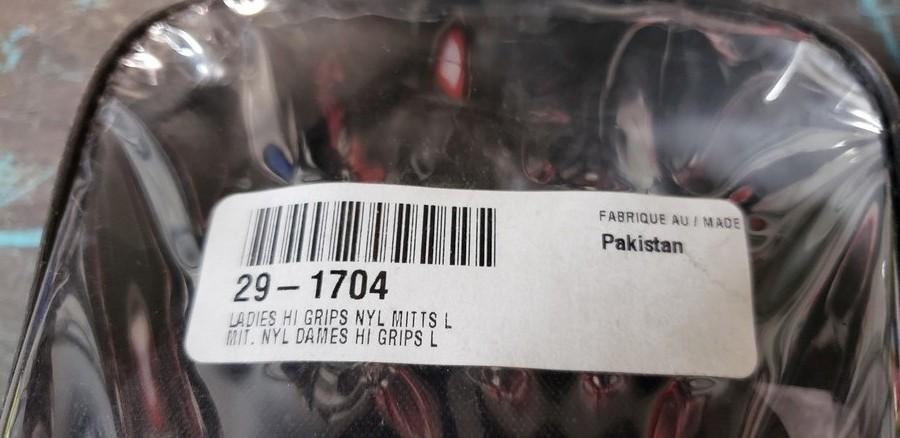 29-1704
LADIES HI GRIPS NYL MITTS L
MIT. NYL DAMES HI GRIPS L
FABRIQUE AU / MADE
Pakistan